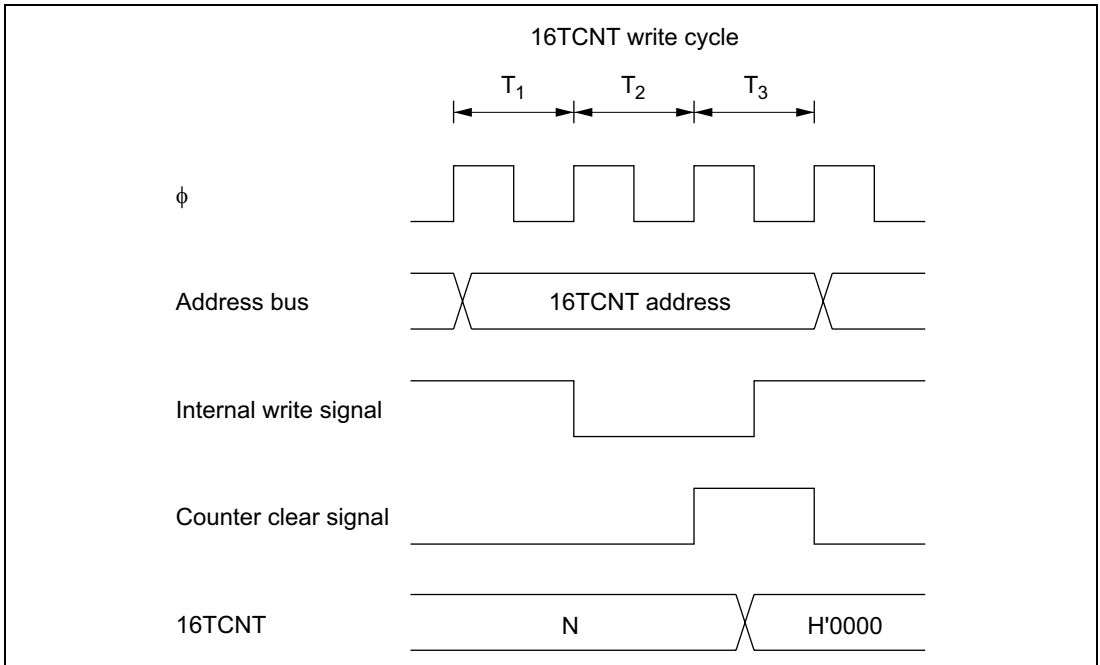 16TCNT write cycle
T1 T2 T3
ϕ
Address bus 16TCNT address
Internal write signal
Counter clear signal
16TCNT N H'0000